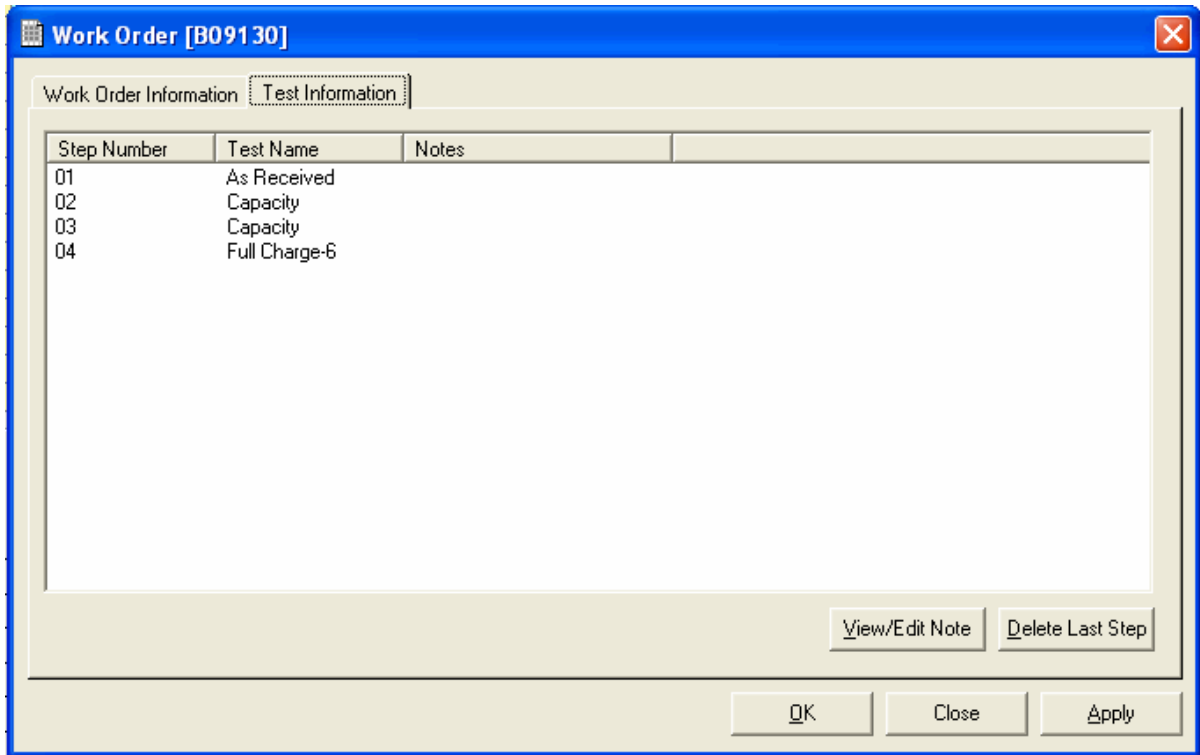 Work Order [B09130]
Work Order Information Test Information
Step Number Test Name Notes
01 As Received
02 Capacity
03 Capacity
04 Full Charge-6
View/Edit Note Delete Last Step
OK Close Apply